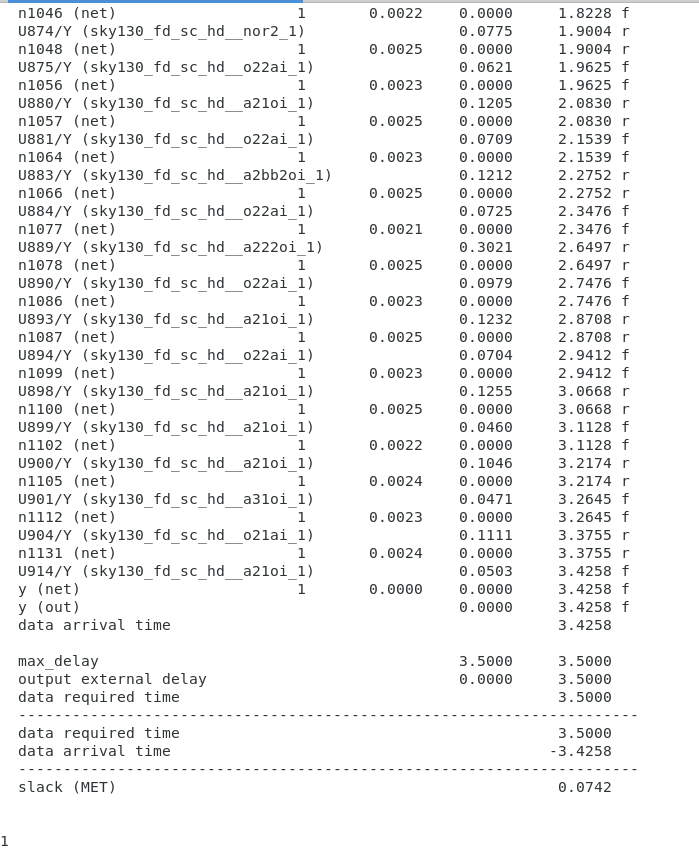 n1046 (net) 1 0.0022 0.0000 1.8228 f
U874/Y (sky130_fd_sc_hd__nor2_1) 0.0775 1.9004 r
n1048 (net) 1 0.0025 0.0000 1.9004 r
U875/Y (sky130_fd_sc_hd__o22ai_1) 0.0621 1.9625 f
n1056 (net) 1 0.0023 0.0000 1.9625 f
U880/Y (sky130_fd_sc_hd__a21oi_1) 0.1205 2.0830 r
n1057 (net) 1 0.0025 0.0000 2.0830 r
U881/Y (sky130_fd_sc_hd__o22ai_1) 0.0709 2.1539 f
n1064 (net) 1 0.0023 0.0000 2.1539 f
U883/Y (sky130_fd_sc_hd__a2bb2oi_1) 0.1212 2.2752 r
n1066 (net) 1 0.0025 0.0000 2.2752 r
U884/Y (sky130_fd_sc_hd__o22ai_1) 0.0725 2.3476 f
n1077 (net) 1 0.0021 0.0000 2.3476 f
U889/Y (sky130_fd_sc_hd__a222oi_1) 0.3021 2.6497 r
n1078 (net) 1 0.0025 0.0000 2.6497 r
U890/Y (sky130_fd_sc_hd__o22ai_1) 0.0979 2.7476 f
n1086 (net) 1 0.0023 0.0000 2.7476 f
U893/Y (sky130_fd_sc_hd__a21oi_1) 0.1232 2.8708 r
n1087 (net) 1 0.0025 0.0000 2.8708 r
U894/Y (sky130_fd_sc_hd__o22ai_1) 0.0704 2.9412 f
n1099 (net) 1 0.0023 0.0000 2.9412 f
U898/Y (sky130_fd_sc_hd__a21oi_1) 0.1255 3.0668 r
n1100 (net) 1 0.0025 0.0000 3.0668 r
U899/Y (sky130_fd_sc_hd__a21oi_1) 0.0460 3.1128 f
n1102 (net) 1 0.0022 0.0000 3.1128 f
U900/Y (sky130_fd_sc_hd__a21oi_1) 0.1046 3.2174 r
n1105 (net) 1 0.0024 0.0000 3.2174 r
U901/Y (sky130_fd_sc_hd__a31oi_1) 0.0471 3.2645 f
n1112 (net) 1 0.0023 0.0000 3.2645 f
U904/Y (sky130_fd_sc_hd__o21ai_1) 0.1111 3.3755 r
n1131 (net) 1 0.0024 0.0000 3.3755 r
U914/Y (sky130_fd_sc_hd__a21oi_1) 0.0503 3.4258 f
y (net) 1 0.0000 0.0000 3.4258 f
y (out) 0.0000 3.4258 f
data arrival time 3.4258
max_delay 3.5000 3.5000
output external delay 0.0000 3.5000
data required time 3.5000
---------------------------------------------------------------------
data required time 3.5000
data arrival time -3.4258
---------------------------------------------------------------------
slack (MET) 0.0742
1